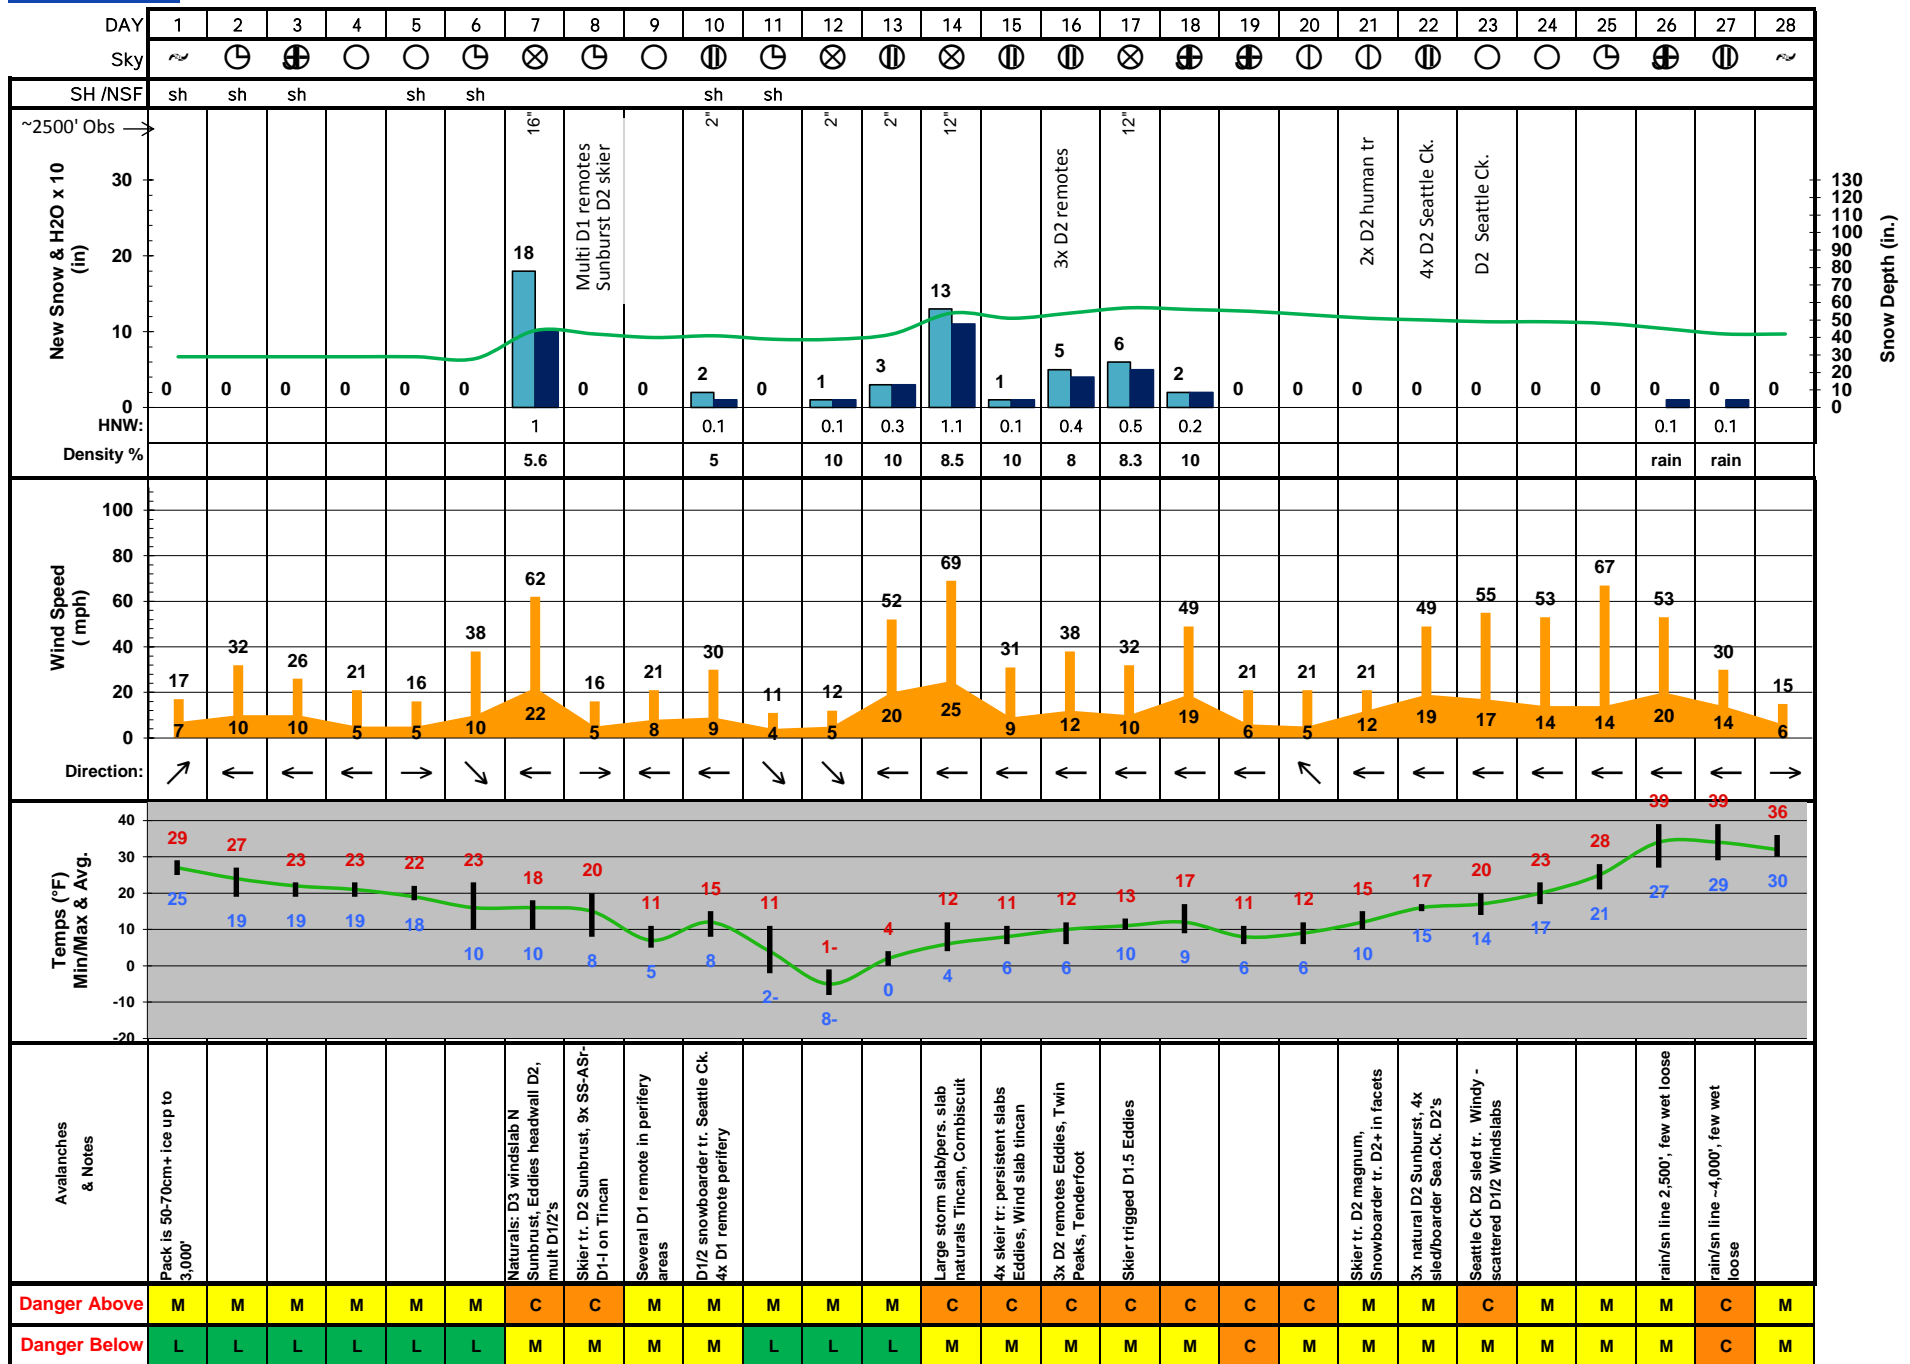 DAY 1 2 3 4 5 6 7 8 9 10 11 12 13 14 15 16 17 18 19 20 21 22 23 24 25 26 27 28
Sky
SH /NSF sh sh sh sh sh sh sh
~2500' Obs 16" 2" 2" 2" 12" 12"
Multi D1 remotes
Sunburst D2 skier
3x D2 remotes
2x D2 human tr
4x D2 Seattle Ck.
D2 Seattle Ck.
New Snow & H2O x 10
(in)
30
20
10
0
0 0 0 0 0 0 18 0 0 2 0 1 3 13 1 5 6 2 0 0 0 0 0 0 0 0 0 0
130
120
110
100
90
80
70
60
50
40
30
20
10
0
Snow Depth (in.)
HNW: 1 0.1 0.1 0.3 1.1 0.1 0.4 0.5 0.2 0.1 0.1
Density % 5.6 5 10 10 8.5 10 8 8.3 10 rain rain
Wind Speed
( mph)
100
80
60
40
20
0
17 32 26 21 16 38 62 16 21 30 11 12 52 69 31 38 32 49 21 21 21 49 55 53 67 53 30 15
7 10 10 5 5 10 22 5 8 9 4 5 20 25 9 12 10 19 6 5 12 19 17 14 14 20 14 6
Direction:
Temps (°F)
Min/Max & Avg.
40
30
20
10
0
-10
-20
29 27 23 23 22 23 18 20 11 15 11 1- 4 12 11 12 13 17 11 12 15 17 20 23 28 39 39 36
25 19 19 19 18 10 10 8 5 8 2- 8- 0 4 6 6 10 9 6 6 10 15 14 17 21 27 29 30
Avalanches
& Notes
Pack is 50-70cm+ ice up to
3,000'
Naturals: D3 windslab N
Sunbrust, Eddies headwall D2,
mult D1/2's
Skier tr. D2 Sunbrust, 9x SS-ASr-
D1-I on Tincan
Several D1 remote in perifery
areas
D1/2 snowboarder tr. Seattle Ck.
4x D1 remote perifery
Large storm slab/pers. slab
naturals Tincan, Cornbiscuit
4x skeir tr: persistent slabs
Eddies, Wind slab tincan
3x D2 remotes Eddies, Twin
Peaks, Tenderfoot
Skier trigged D1.5 Eddies
Skier tr. D2 magnum,
Snowboarder tr. D2+ in facets
3x natural D2 Sunburst, 4x
sled/boarder Sea.Ck. D2's
Seattle Ck D2 sled tr. Windy -
scattered D1/2 Windslabs
rain/sn line 2,500', few wet loose
rain/sn line ~4,000', few wet
loose
Danger Above M M M M M M C C M M M M M C C C C C C C M M C M M M C M
Danger Below L L L L L L M M M M L L L M M M M M C M M M M M M M C M